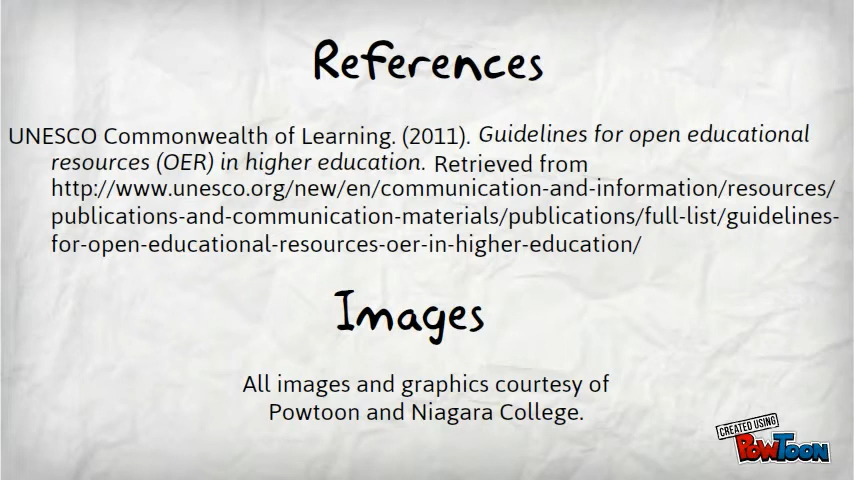 References
UNESCO Commonwealth of Learning. (2011). Guidelines for open educational
resources (OER) in higher education. Retrieved from
http://www.unesco.org/new/en/communication-and-information/resources/
publications-and-communication-materials/publications/full-list/guidelines-
for-open-educational-resources-oer-in-higher-education/
Images
All images and graphics courtesy of
Powtoon and Niagara College.
CREATED USING
POWTOON